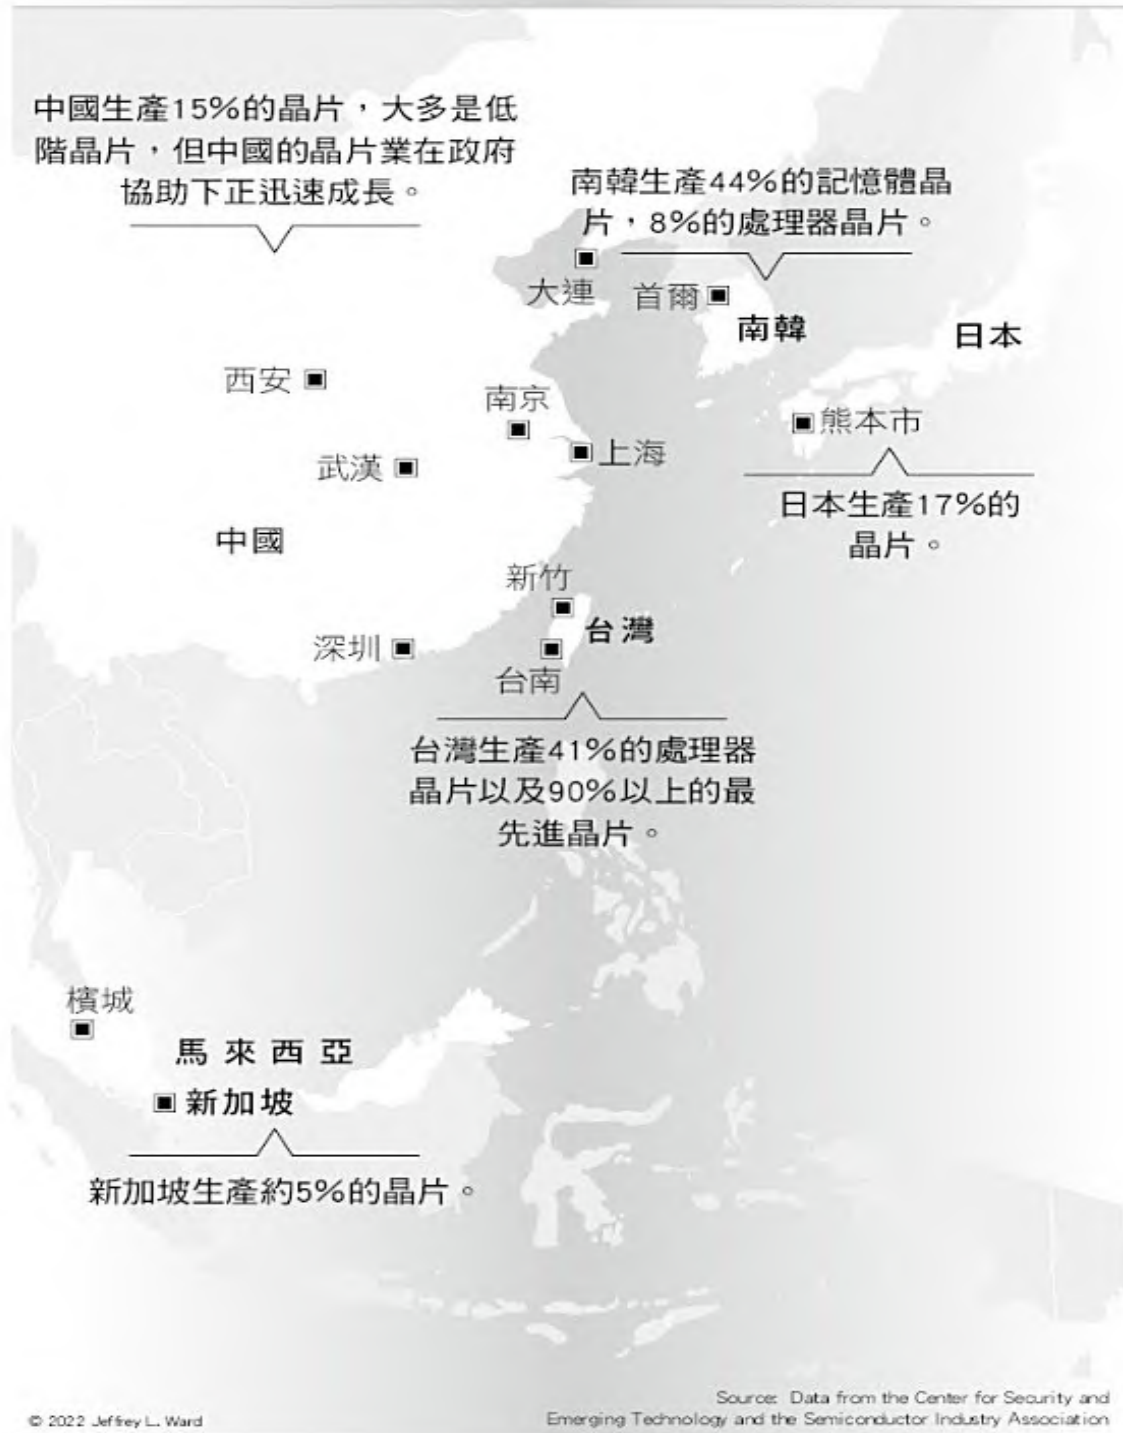 中國生產15%的晶片，大多是低
階晶片，但中國的晶片業在政府
協助下正迅速成長。
南韓生產44%的記憶體晶
片，8%的處理器晶片。
大連
首爾
南韓
日本
西安
南京
熊本市
上海
武漢
日本生產17%的
晶片。
中國
新竹
台灣
深圳
台南
台灣生產41%的處理器
晶片以及90%以上的最
先進晶片。
檳城
馬來西亞
新加坡
新加坡生產約5%的晶片。
Source: Data from the Center for Security and
Emerging Technology and the Semiconductor Industry Association
© 2022 Jeffrey L. Ward